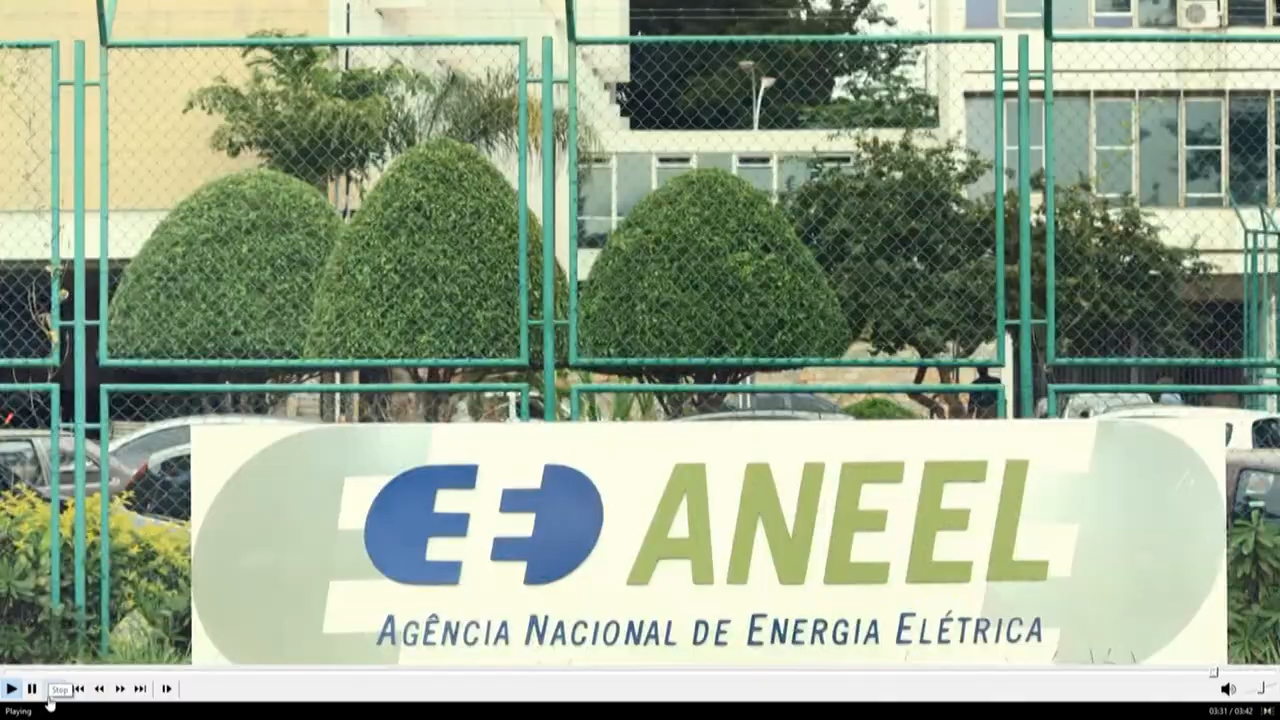 ANEEL
AGÊNCIA NACIONAL DE ENERGIA ELÉTRICA
Stop
Playing
03:31 / 03:42